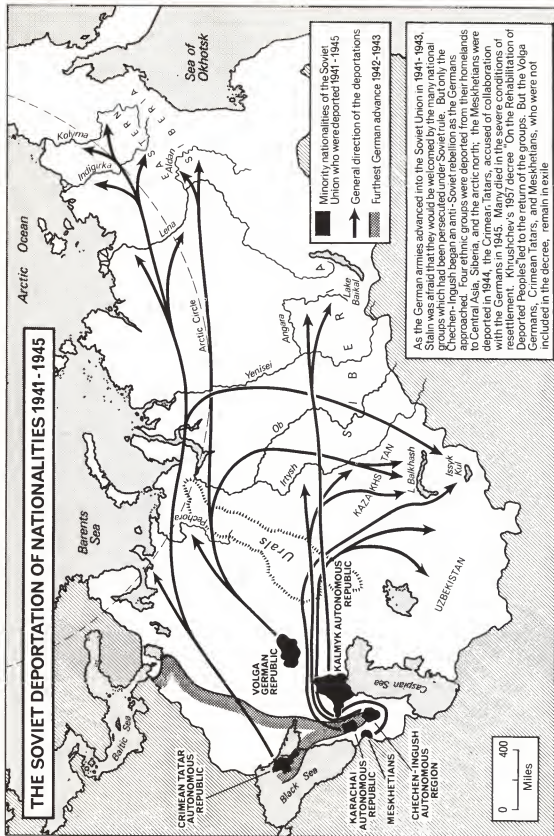 THE SOVIET DEPORTATION OF NATIONALITIES 1941-1945
Arctic Ocean
Barents
Sea
Baltic Sea
Sea of
Okhotsk
Kolyma
Indigirka
Lena
Aldan
EASTERN
SIBERIA
Arctic Circle
Yenisei
Ob
Irtysh
Angara
Lake
Baikal
SIBERIA
Pechora
Urals
KAZAKHSTAN
L. Balkhash
Issyk
Kul
UZBEKISTAN
Caspian Sea
Black Sea
CRIMEAN TATAR
AUTONOMOUS
REPUBLIC
VOLGA
GERMAN
REPUBLIC
KALMYK AUTONOMOUS
REPUBLIC
KARACHAI
AUTONOMOUS
REPUBLIC
MESKHETIANS
CHECHEN-INGUSH
AUTONOMOUS
REGION
0 400
Miles
Minority nationalities of the Soviet
Union who were deported 1941-1945
General direction of the deportations
Furthest German advance 1942-1943
As the German armies advanced into the Soviet Union in 1941-1943,
Stalin was afraid that they would be welcomed by the many national
groups which had been persecuted under Soviet rule. But only the
Chechen-Ingush began an anti-Soviet rebellion as the Germans
approached. Four ethnic groups were deported from their homelands
to Central Asia, Siberia, and the arctic north; the Meskhetians were
deported in 1944, the Crimean Tatars, accused of collaboration
with the Germans in 1945. Many died in the severe conditions of
resettlement. Khrushchev's 1957 decree "On the Rehabilitation of
Deported Peoples" led to the return of the groups. But the Volga
Germans, Crimean Tatars, and Meskhetians, who were not
included in the decree, remain in exile